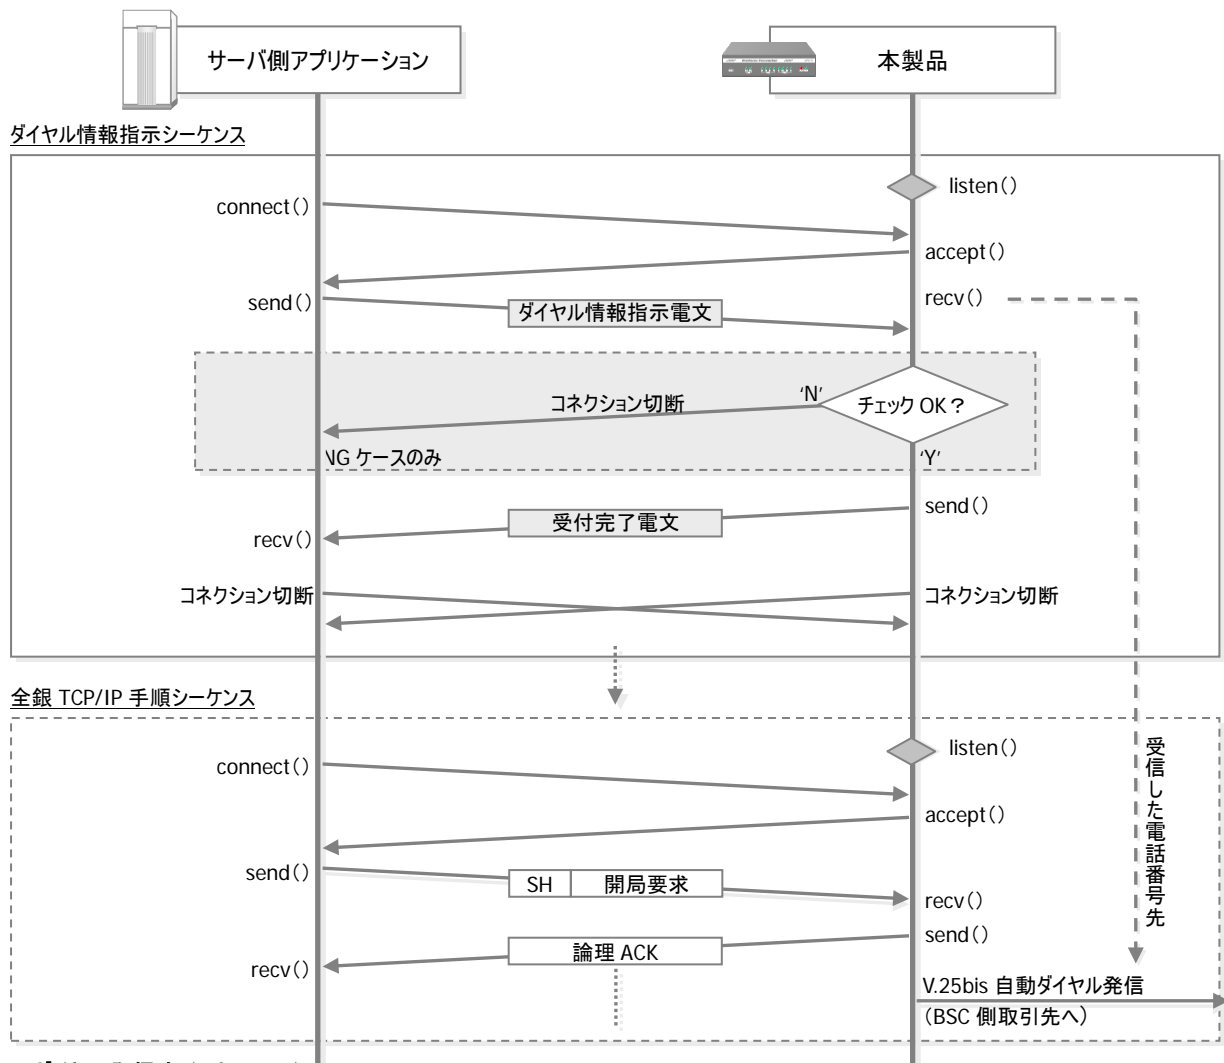 サーバ側アプリケーション
本製品
ダイヤル情報指示シーケンス
listen()
connect()
accept()
send()
ダイヤル情報指示電文
recv()
コネクション切断
'N'
チェック OK？
NG ケースのみ
'Y'
send()
受付完了電文
recv()
コネクション切断
コネクション切断
全銀 TCP/IP 手順シーケンス
listen()
connect()
accept()
send()
SH
開局要求
recv()
send()
論理 ACK
recv()
受信した電話番号先
V.25bis 自動ダイヤル発信
（BSC 側取引先へ）